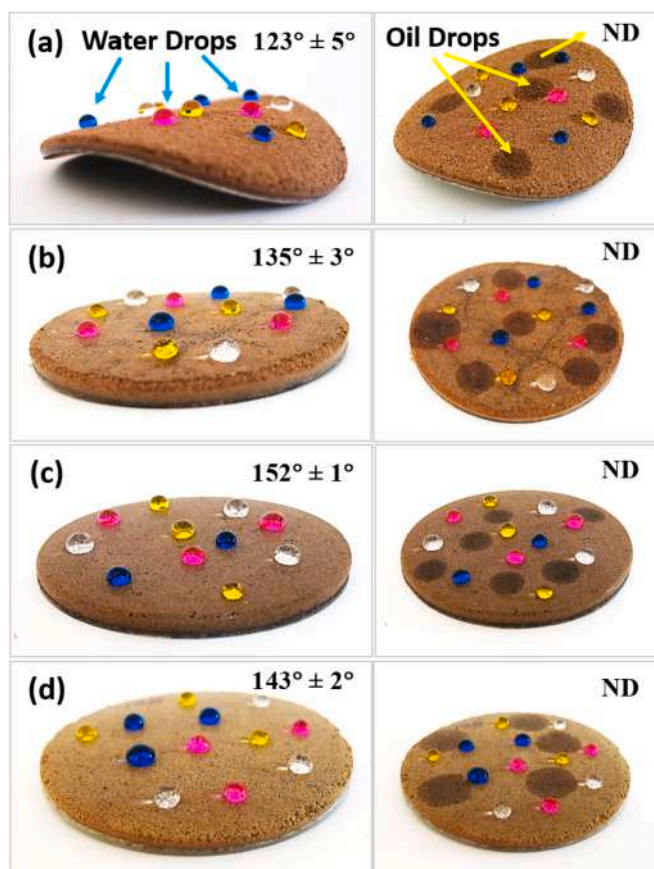 (a) Water Drops 123° ± 5°
Oil Drops ND
(b) 135° ± 3° ND
(c) 152° ± 1° ND
(d) 143° ± 2° ND